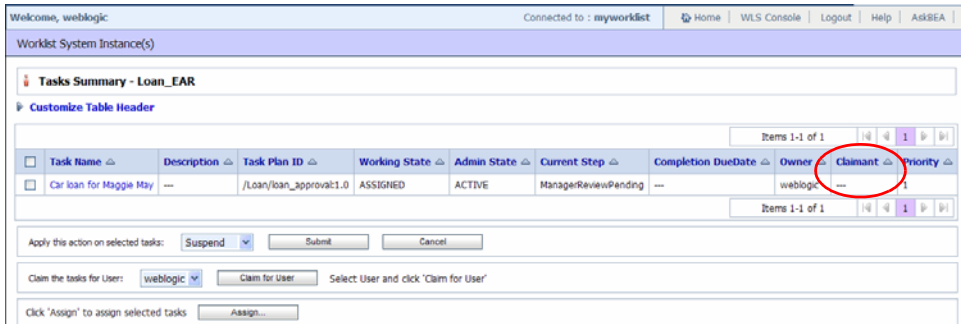 Welcome, weblogic Connected to : myworklist Home WLS Console Logout Help AskBEA
Worklist System Instance(s)
Tasks Summary - Loan_EAR
Customize Table Header
Items 1-1 of 1 1
Task Name Description Task Plan ID Working State Admin State Current Step Completion DueDate Owner Claimant Priority
Car loan for Maggie May --- /Loan/loan_approval:1.0 ASSIGNED ACTIVE ManagerReviewPending --- weblogic --- 1
Items 1-1 of 1 1
Apply this action on selected tasks: Suspend Submit Cancel
Claim the tasks for User: weblogic Claim for User Select User and click 'Claim for User'
Click 'Assign' to assign selected tasks Assign...